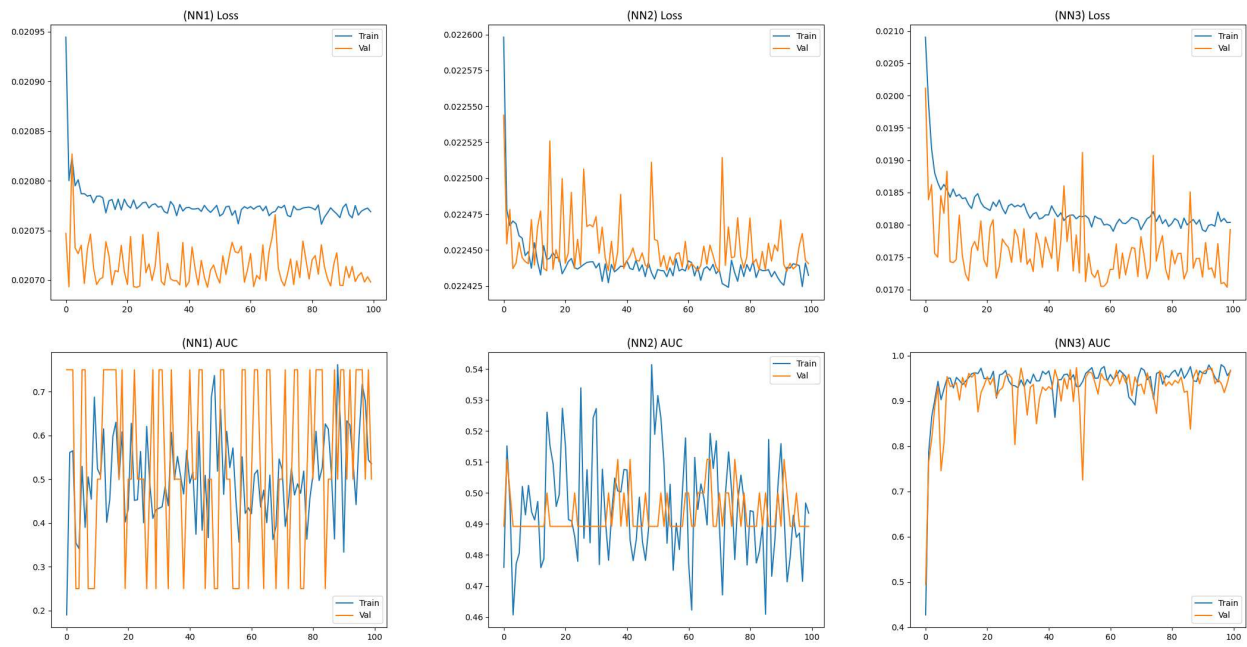 (NN1) Loss
0.02095
0.02090
0.02085
0.02080
0.02075
0.02070
0 20 40 60 80 100
Train
Val
(NN2) Loss
0.022600
0.022575
0.022550
0.022525
0.022500
0.022475
0.022450
0.022425
0 20 40 60 80 100
Train
Val
(NN3) Loss
0.0210
0.0205
0.0200
0.0195
0.0190
0.0185
0.0180
0.0175
0.0170
0 20 40 60 80 100
Train
Val
(NN1) AUC
0.7
0.6
0.5
0.4
0.3
0.2
0 20 40 60 80 100
Train
Val
(NN2) AUC
0.54
0.53
0.52
0.51
0.50
0.49
0.48
0.47
0.46
0 20 40 60 80 100
Train
Val
(NN3) AUC
1.0
0.9
0.8
0.7
0.6
0.5
0.4
0 20 40 60 80 100
Train
Val